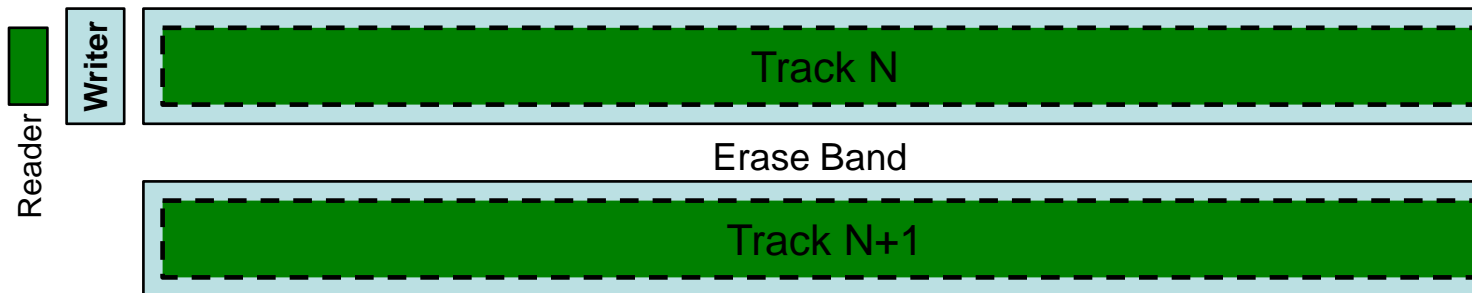 Reader
Writer
Track N
Erase Band
Track N+1